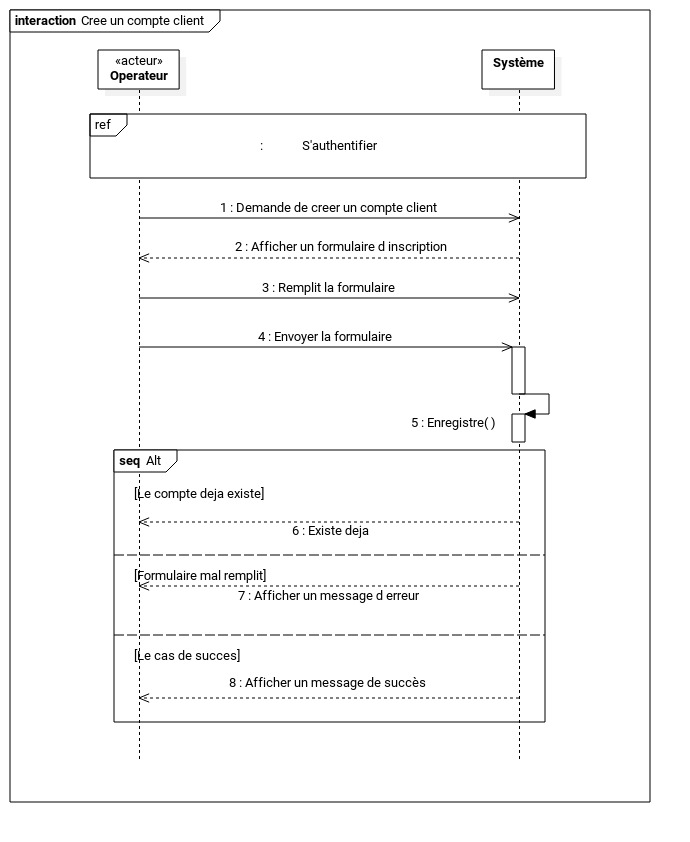 interaction Cree un compte client
«acteur»
Operateur
Système
ref
: S'authentifier
1 : Demande de creer un compte client
2 : Afficher un formulaire d inscription
3 : Remplit la formulaire
4 : Envoyer la formulaire
5 : Enregistre( )
seq Alt
[Le compte deja existe]
6 : Existe deja
[Formulaire mal remplit]
7 : Afficher un message d erreur
[Le cas de succes]
8 : Afficher un message de succès